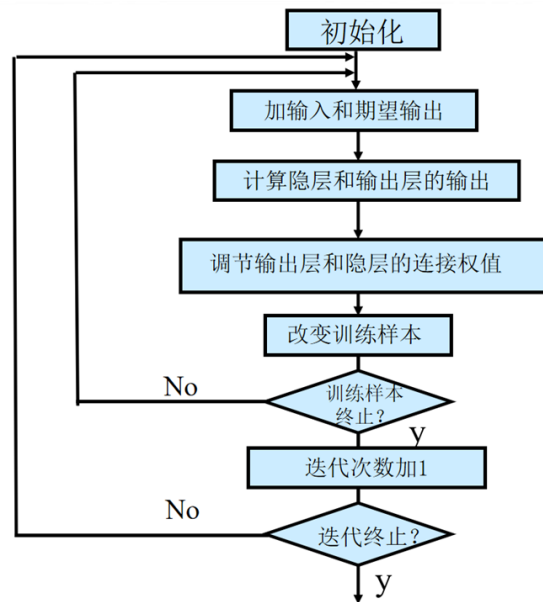 初始化
加输入和期望输出
计算隐层和输出层的输出
调节输出层和隐层的连接权值
改变训练样本
No
训练样本
终止？
y
迭代次数加1
No
迭代终止？
y